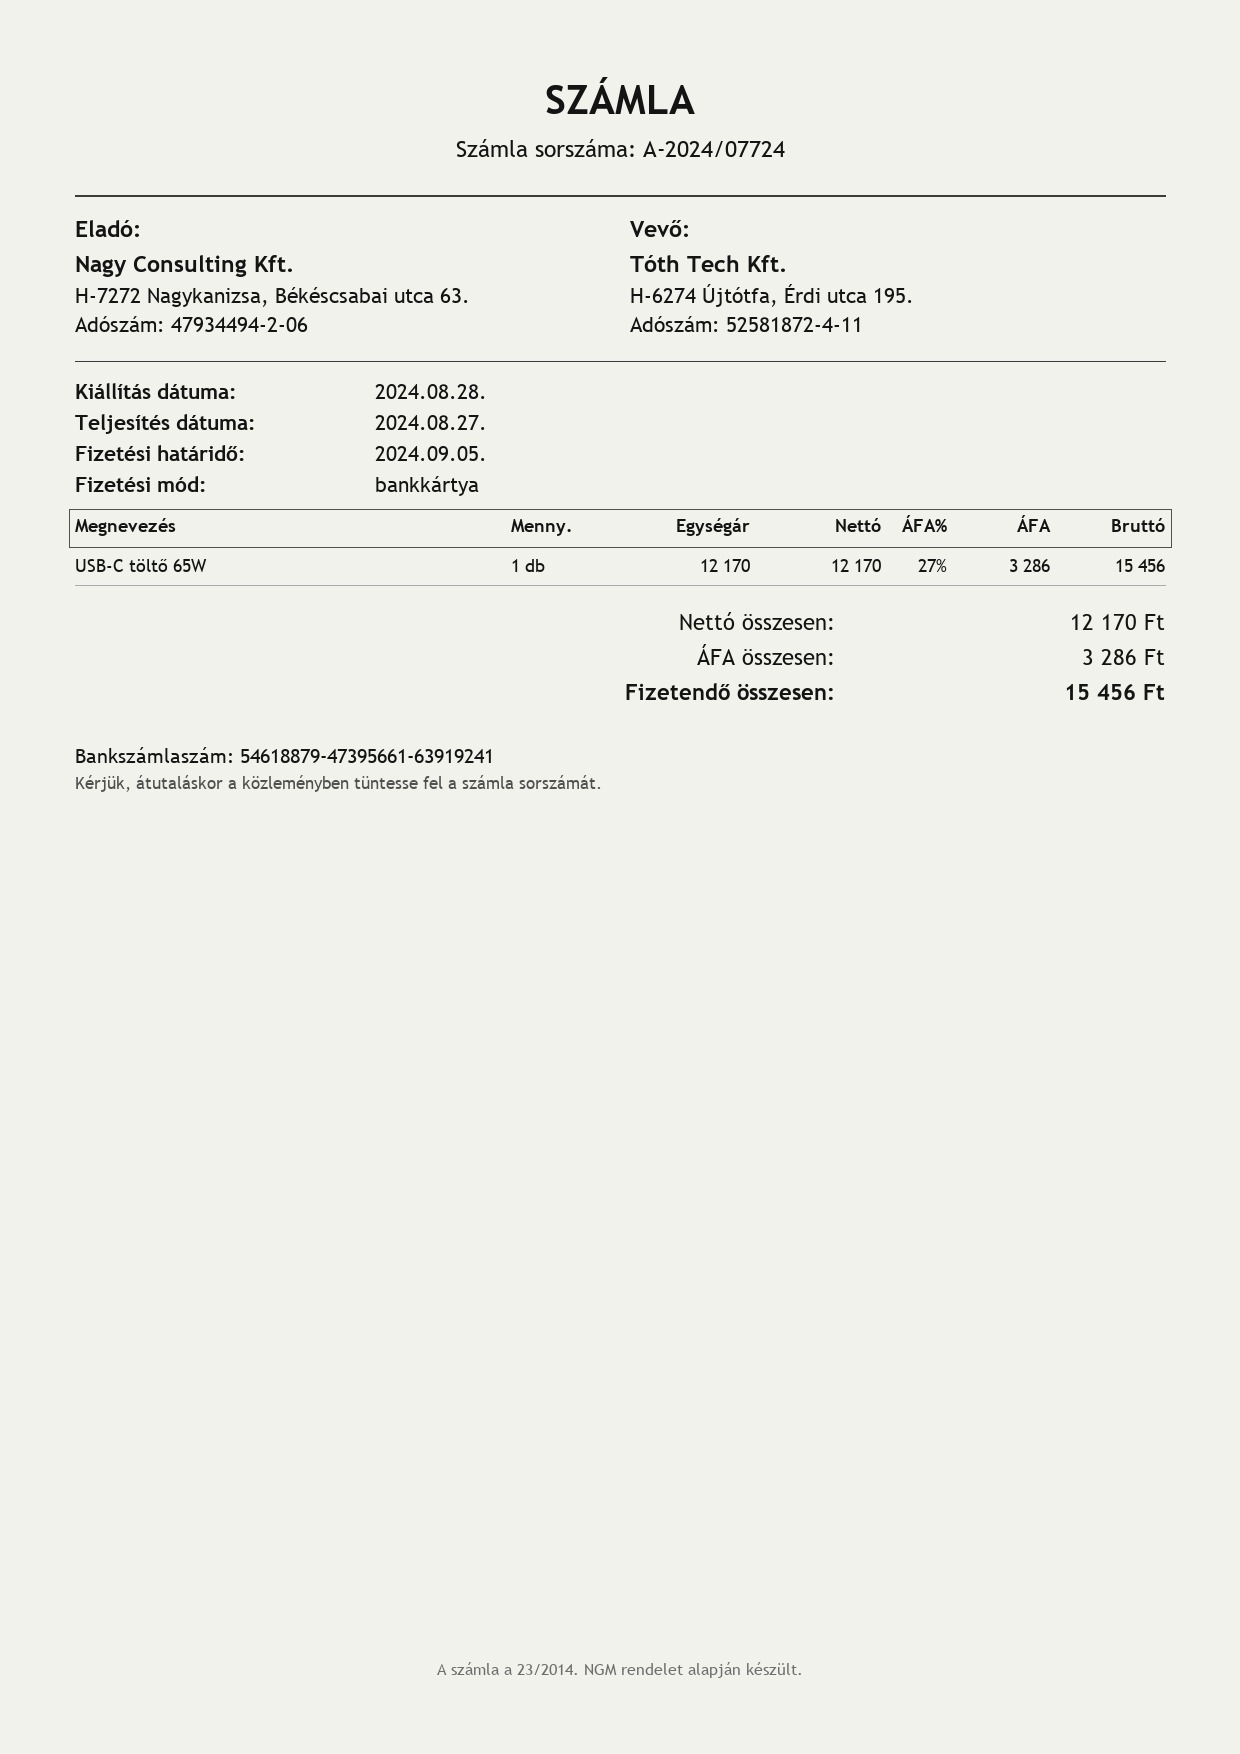 SZÁMLA
Számla sorszáma: A-2024/07724
Eladó:
Nagy Consulting Kft.
H-7272 Nagykanizsa, Békéscsabai utca 63.
Adószám: 47934494-2-06
Vevő:
Tóth Tech Kft.
H-6274 Újtótfa, Érdi utca 195.
Adószám: 52581872-4-11
Kiállítás dátuma: 2024.08.28.
Teljesítés dátuma: 2024.08.27.
Fizetési határidő: 2024.09.05.
Fizetési mód: bankkártya
Megnevezés Menny. Egységár Nettó ÁFA% ÁFA Bruttó
USB-C töltő 65W 1 db 12 170 12 170 27% 3 286 15 456
Nettó összesen: 12 170 Ft
ÁFA összesen: 3 286 Ft
Fizetendő összesen: 15 456 Ft
Bankszámlaszám: 54618879-47395661-63919241
Kérjük, átutaláskor a közleményben tüntesse fel a számla sorszámát.
A számla a 23/2014. NGM rendelet alapján készült.